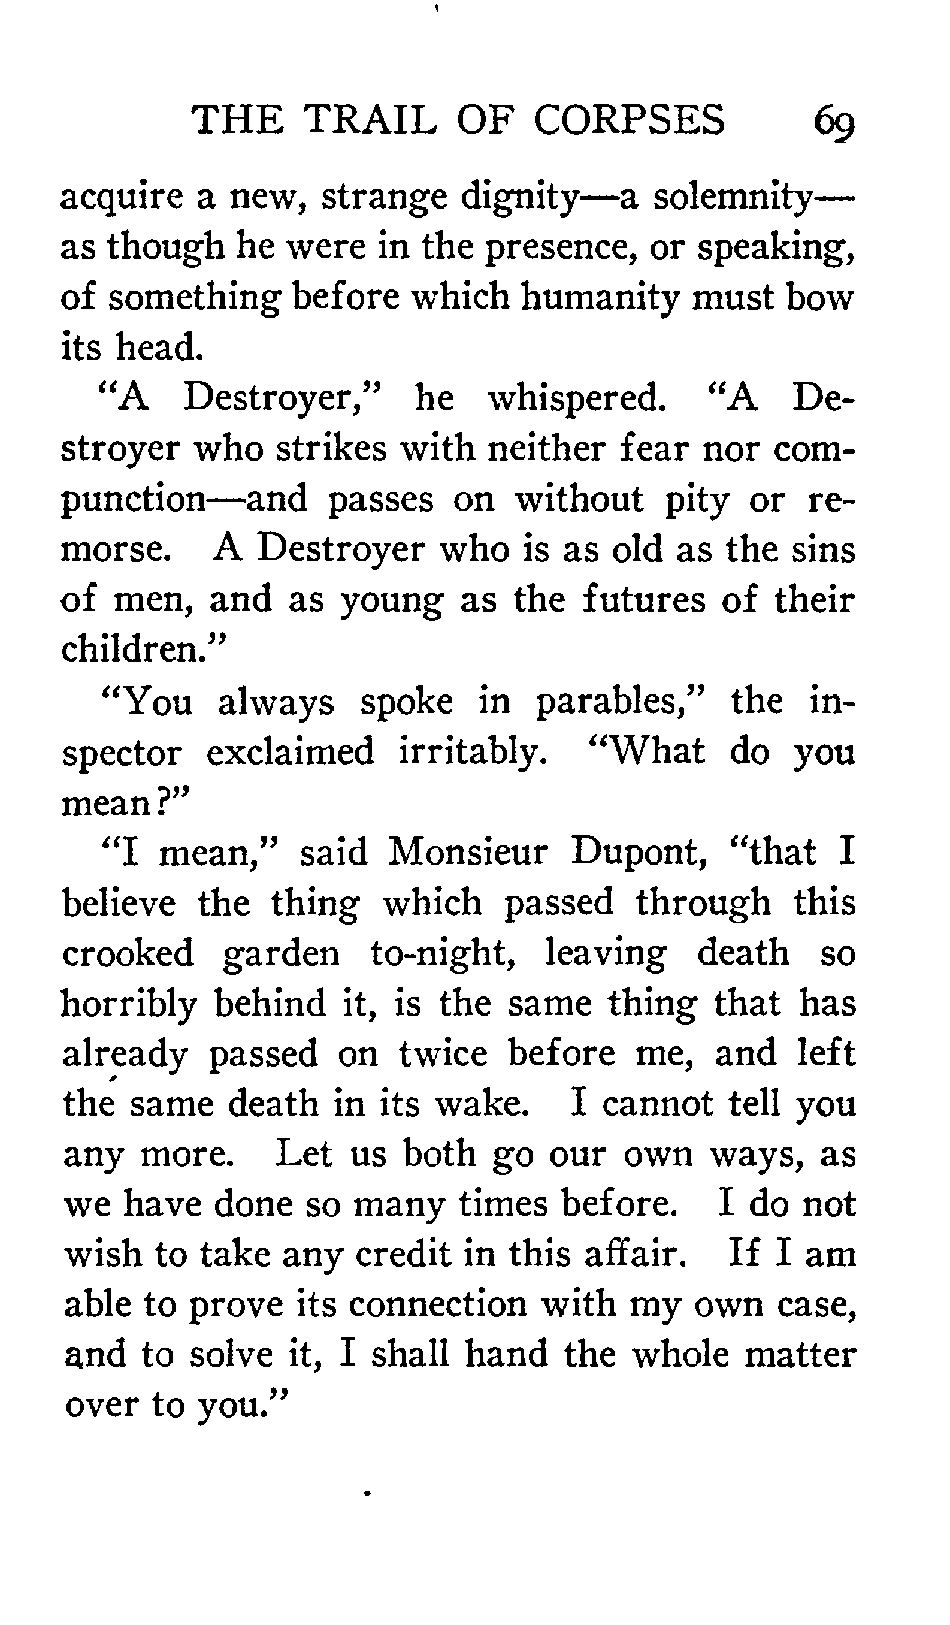 THE TRAIL OF CORPSES 69
acquire a new, strange dignity—a solemnity—
as though he were in the presence, or speaking,
of something before which humanity must bow
its head.
"A Destroyer," he whispered. "A De-
stroyer who strikes with neither fear nor com-
punction—and passes on without pity or re-
morse. A Destroyer who is as old as the sins
of men, and as young as the futures of their
children."
"You always spoke in parables," the in-
spector exclaimed irritably. "What do you
mean?"
"I mean," said Monsieur Dupont, "that I
believe the thing which passed through this
crooked garden to-night, leaving death so
horribly behind it, is the same thing that has
already passed on twice before me, and left
the same death in its wake. I cannot tell you
any more. Let us both go our own ways, as
we have done so many times before. I do not
wish to take any credit in this affair. If I am
able to prove its connection with my own case,
and to solve it, I shall hand the whole matter
over to you."